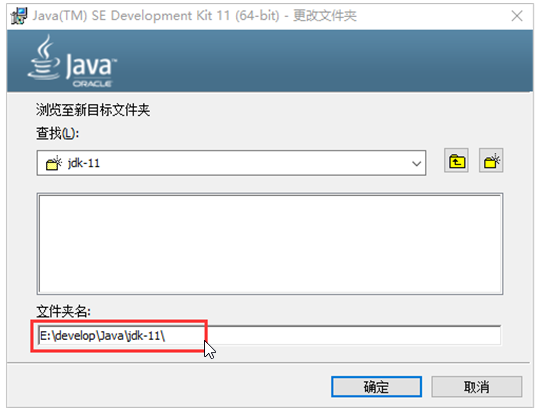 Java(TM) SE Development Kit 11 (64-bit) - 更改文件夹
Java™
ORACLE
浏览至新目标文件夹
查找(L):
jdk-11
文件夹名:
E:\develop\Java\jdk-11\
确定
取消